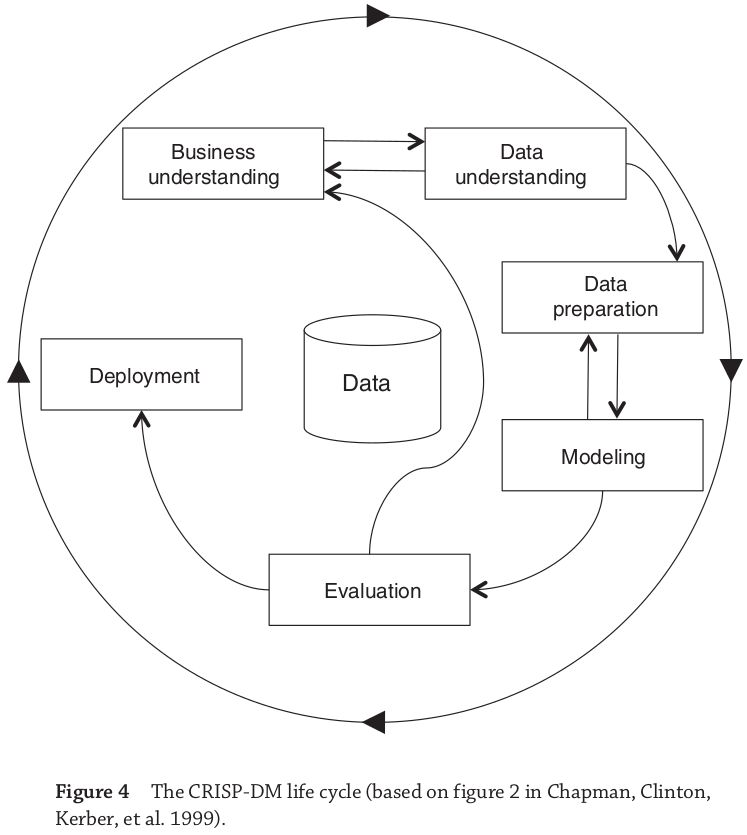 Business
understanding
Data
understanding
Data
preparation
Deployment
Data
Modeling
Evaluation
Figure 4 The CRISP-DM life cycle (based on figure 2 in Chapman, Clinton,
Kerber, et al. 1999).